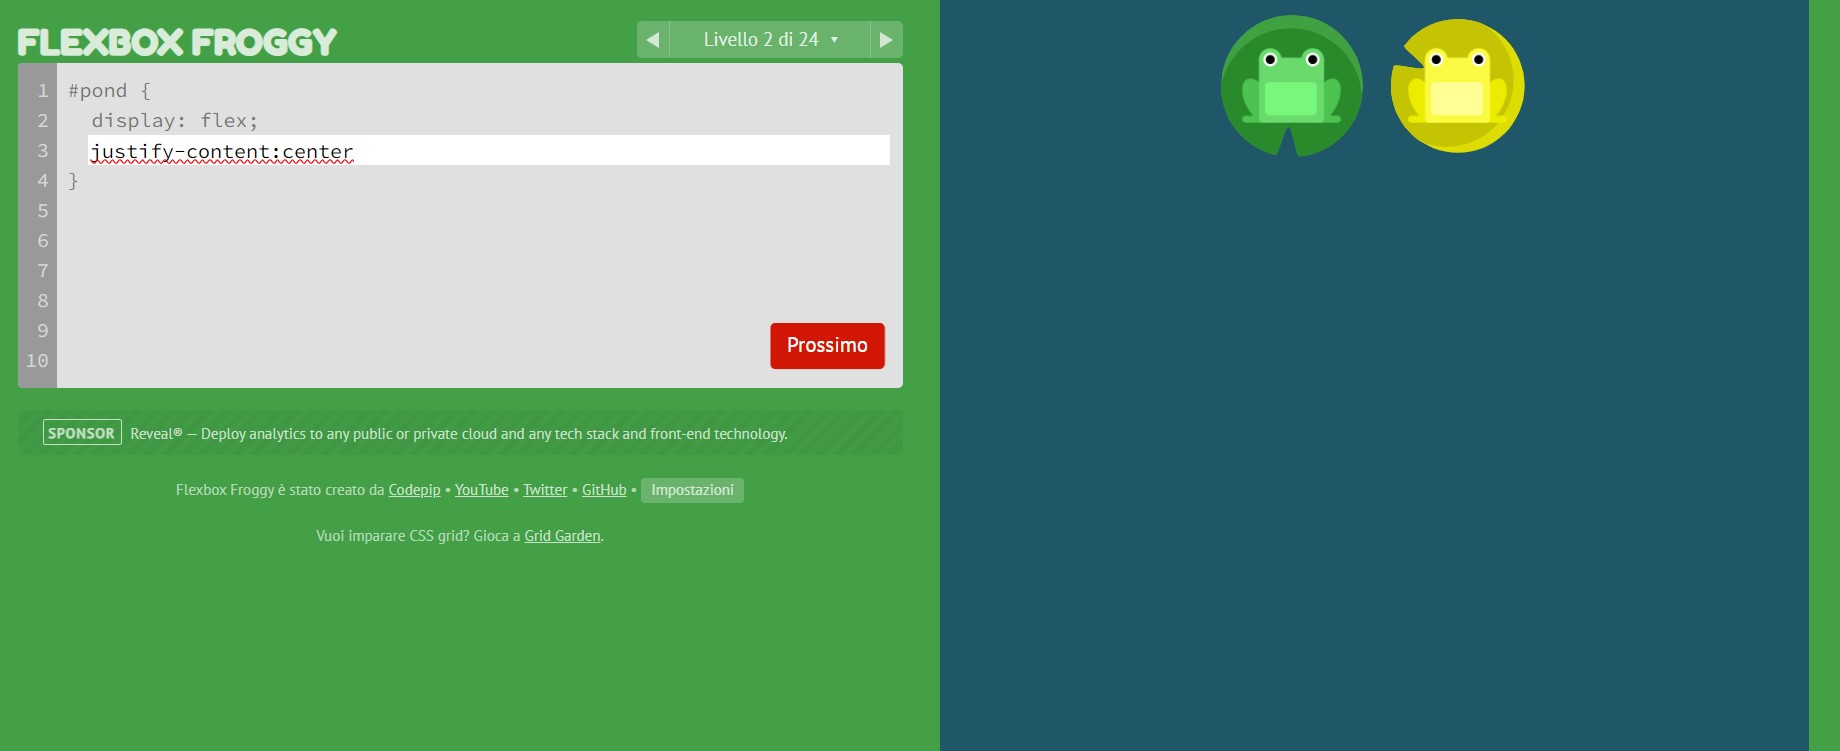 FLEXBOX FROGGY
Livello 2 di 24
1 #pond {
2 display: flex;
3 justify-content:center
4 }
5
6
7
8
9
10
Prossimo
SPONSOR Reveal® — Deploy analytics to any public or private cloud and any tech stack and front-end technology.
Flexbox Froggy è stato creato da Codepip • YouTube • Twitter • GitHub • Impostazioni
Vuoi imparare CSS grid? Gioca a Grid Garden.